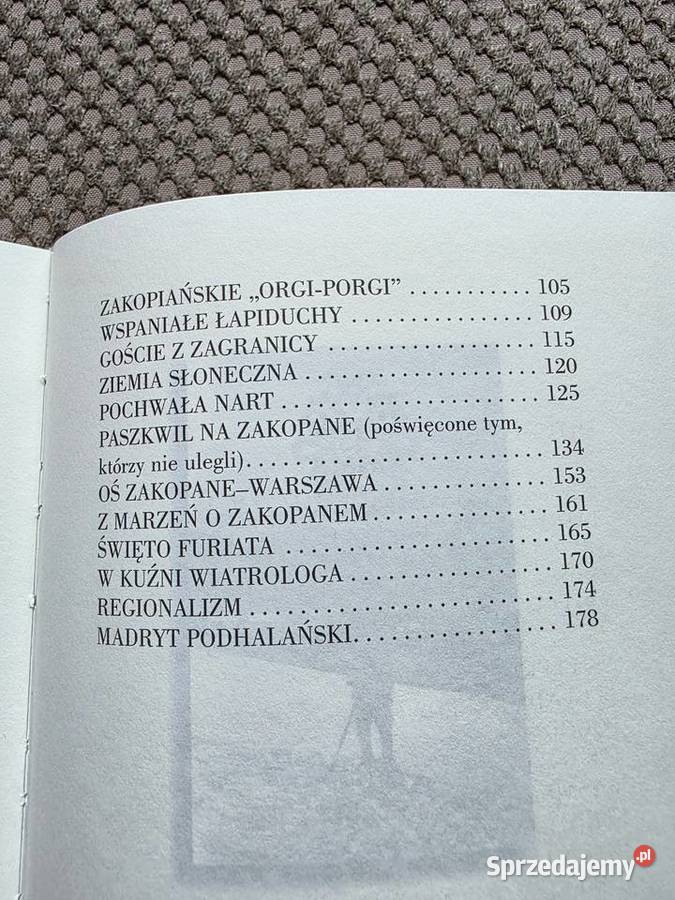 ZAKOPIAŃSKIE „ORGI-PORGI” ........... 105
WSPANIAŁE ŁAPIDUCHY ................ 109
GOŚCIE Z ZAGRANICY .................. 115
ZIEMIA SŁONECZNA .................... 120
POCHWAŁA NART ...................... 125
PASZKWIL NA ZAKOPANE (poświęcone tym,
którzy nie ulegli)............................ 134
OŚ ZAKOPANE–WARSZAWA .............. 153
Z MARZEŃ O ZAKOPANEM ............... 161
ŚWIĘTO FURIATA ....................... 165
W KUŹNI WIATROLOGA .................. 170
REGIONALIZM .......................... 174
MADRYT PODHALAŃSKI.................. 178
Sprzedajemy.pl